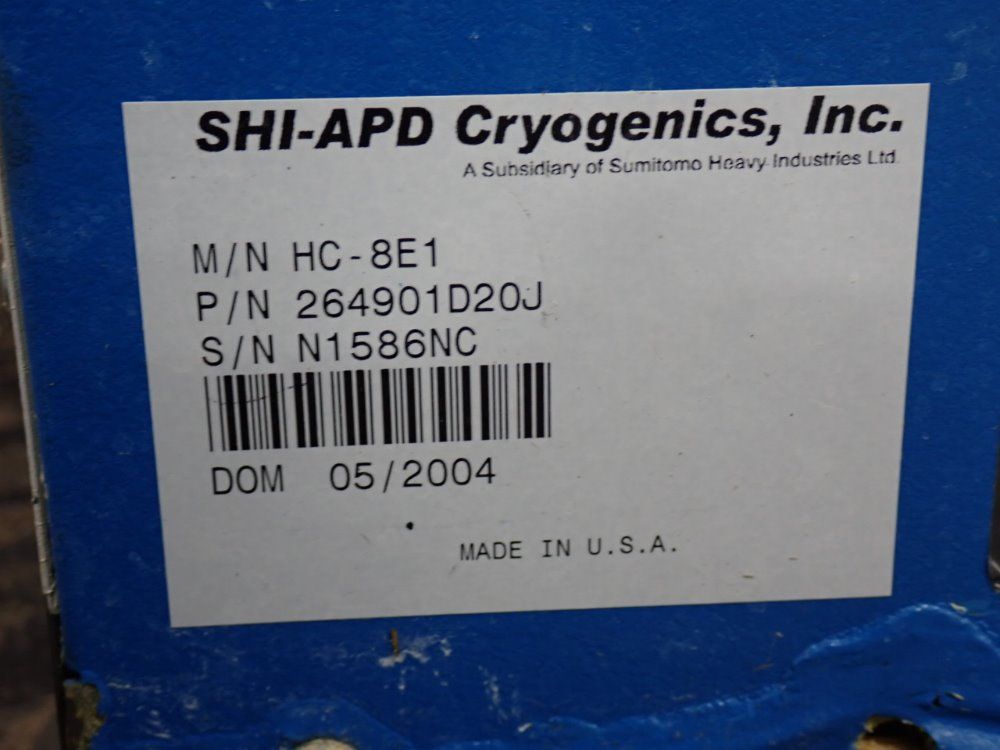 SHI-APD Cryogenics, Inc.
A Subsidiary of Sumitomo Heavy Industries Ltd.
M/N HC-8E1
P/N 264901D20J
S/N N1586NC
DOM 05/2004
MADE IN U.S.A.